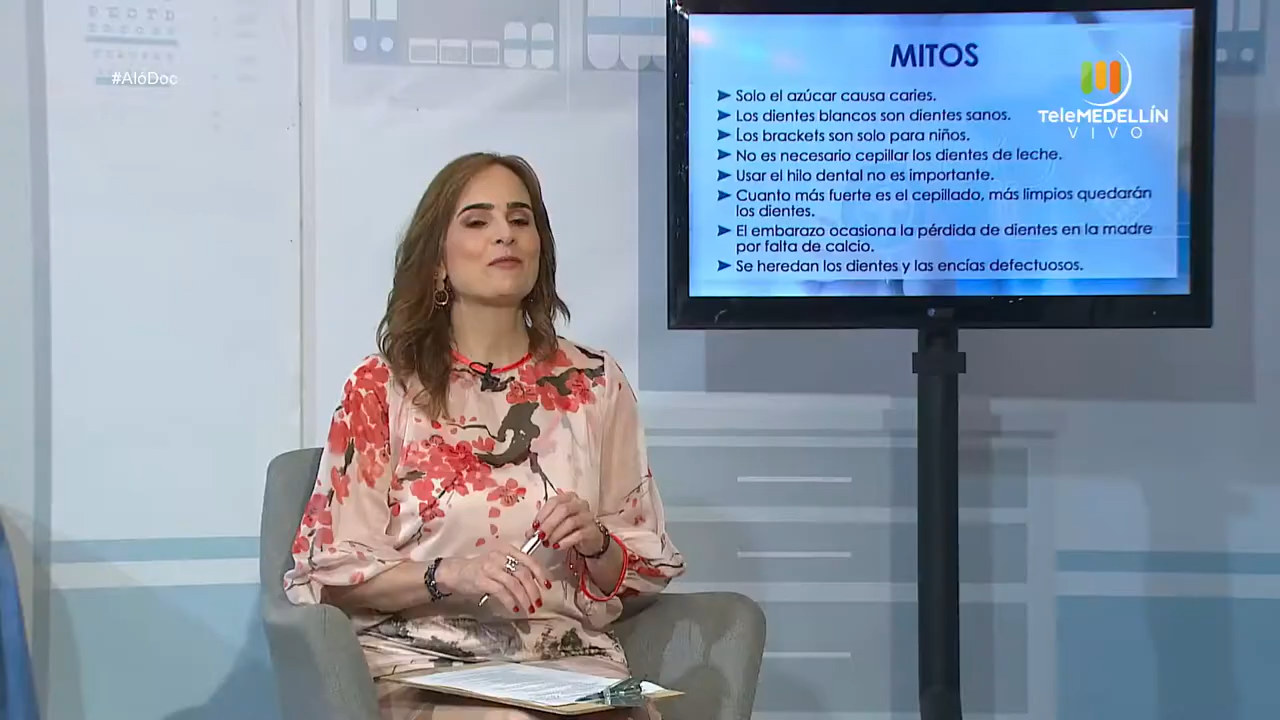 #AlóDoc
MITOS
➤ Solo el azúcar causa caries.
➤ Los dientes blancos son dientes sanos.
➤ Los brackets son solo para niños.
➤ No es necesario cepillar los dientes de leche.
➤ Usar el hilo dental no es importante.
➤ Cuanto más fuerte es el cepillado, más limpios quedarán
los dientes.
➤ El embarazo ocasiona la pérdida de dientes en la madre
por falta de calcio.
➤ Se heredan los dientes y las encías defectuosos.
TeleMEDELLÍN
VIVO